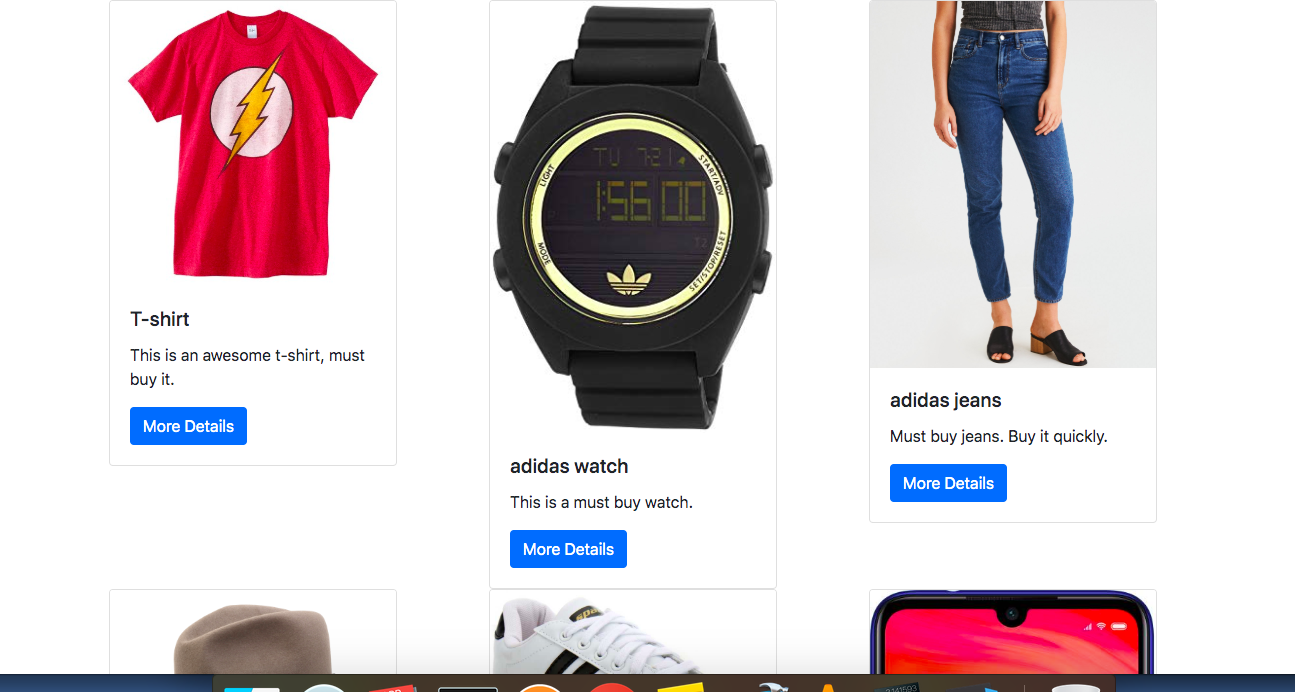 T-shirt
This is an awesome t-shirt, must
buy it.
More Details
LIGHT
START/ADV
TU 7-21
1:56 00
T2
MODE
SET/STOP/RESET
adidas watch
This is a must buy watch.
More Details
adidas jeans
Must buy jeans. Buy it quickly.
More Details